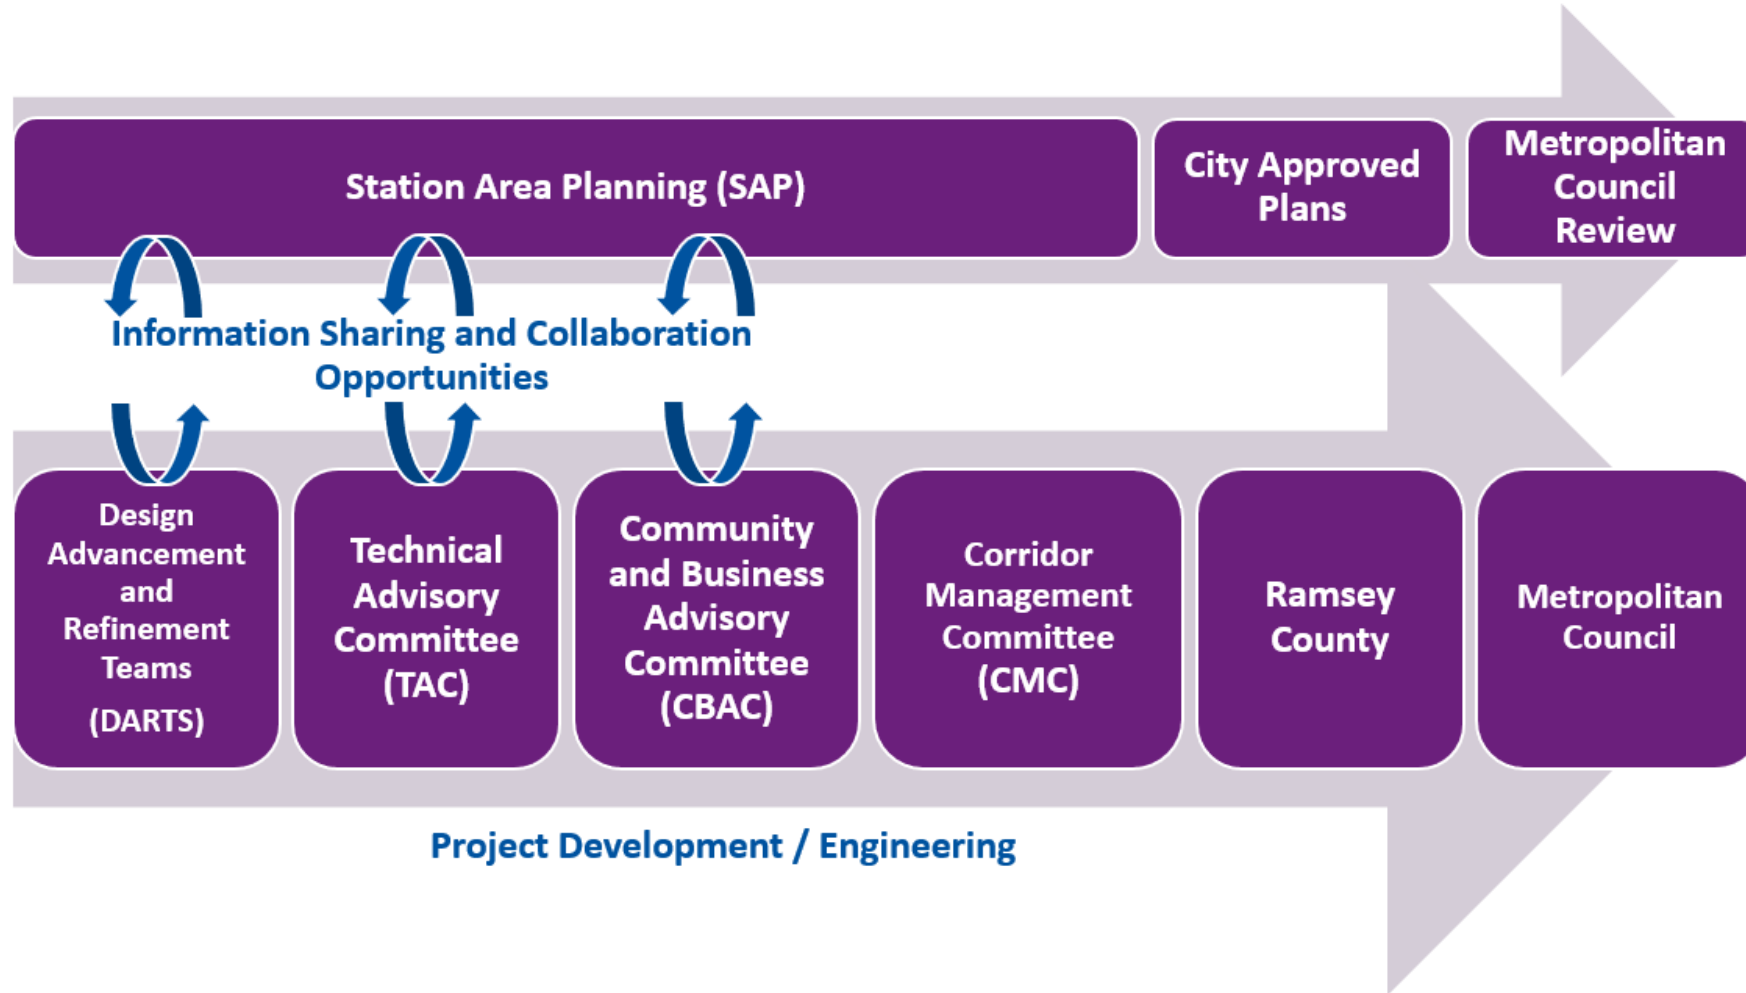 Station Area Planning (SAP)
City Approved
Plans
Metropolitan
Council
Review
Information Sharing and Collaboration
Opportunities
Design
Advancement
and
Refinement
Teams
(DARTS)
Technical
Advisory
Committee
(TAC)
Community
and Business
Advisory
Committee
(CBAC)
Corridor
Management
Committee
(CMC)
Ramsey
County
Metropolitan
Council
Project Development / Engineering